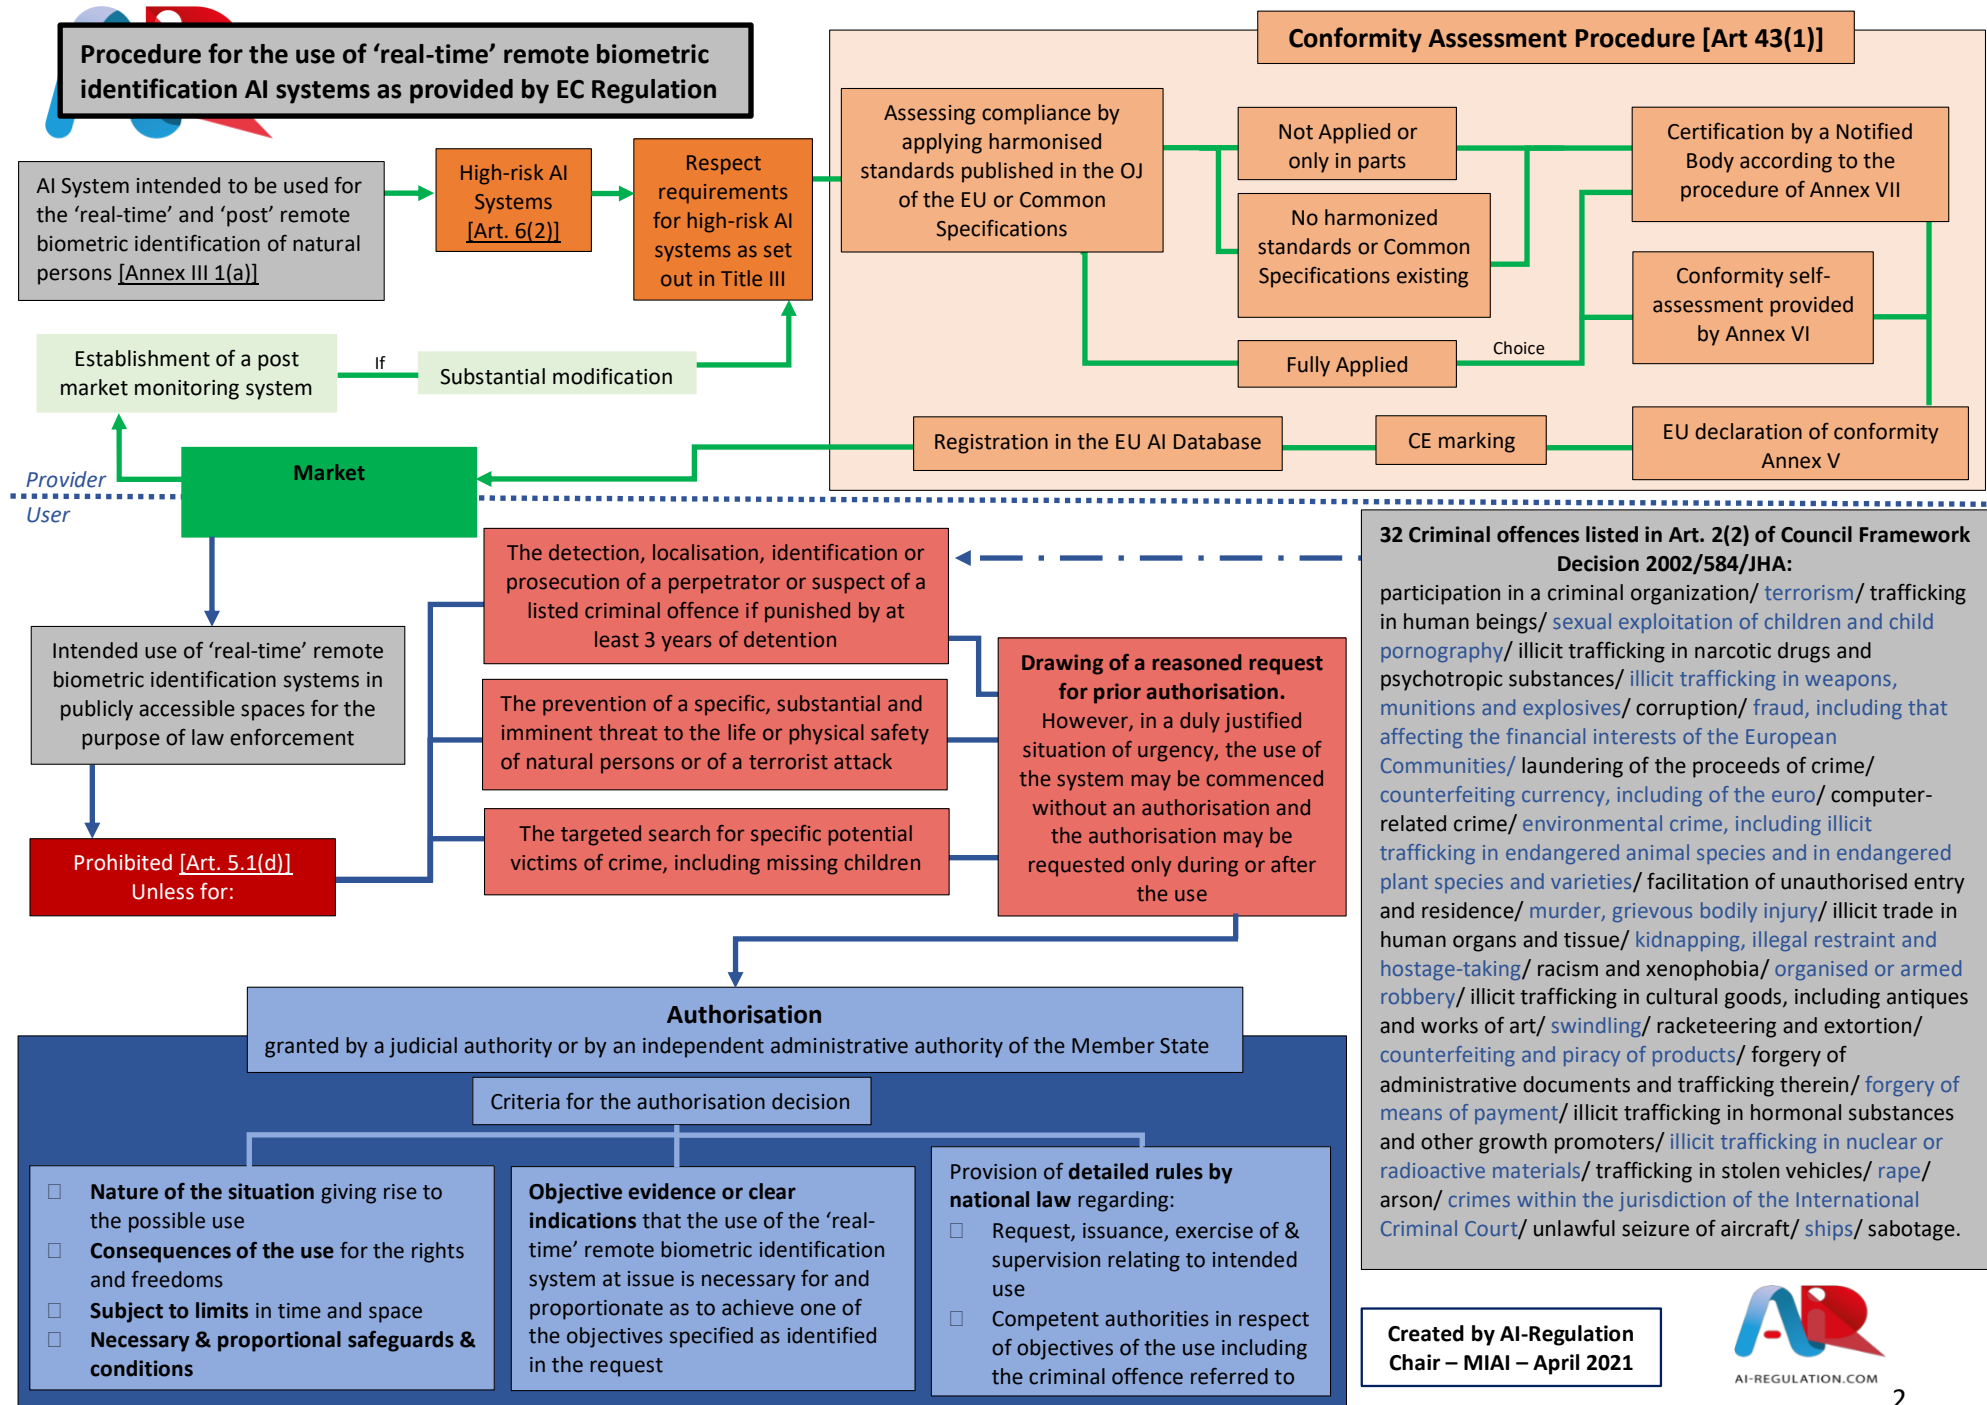 Procedure for the use of ‘real-time’ remote biometric
identification AI systems as provided by EC Regulation
Conformity Assessment Procedure [Art 43(1)]
AI System intended to be used for
the ‘real-time’ and ‘post’ remote
biometric identification of natural
persons [Annex III 1(a)]
High-risk AI
Systems
[Art. 6(2)]
Respect
requirements
for high-risk AI
systems as set
out in Title III
Assessing compliance by
applying harmonised
standards published in the OJ
of the EU or Common
Specifications
Not Applied or
only in parts
No harmonized
standards or Common
Specifications existing
Fully Applied
Choice
Certification by a Notified
Body according to the
procedure of Annex VII
Conformity self-
assessment provided
by Annex VI
EU declaration of conformity
Annex V
CE marking
Registration in the EU AI Database
Establishment of a post
market monitoring system
If
Substantial modification
Market
Provider
User
Intended use of ‘real-time’ remote
biometric identification systems in
publicly accessible spaces for the
purpose of law enforcement
Prohibited [Art. 5.1(d)]
Unless for:
The detection, localisation, identification or
prosecution of a perpetrator or suspect of a
listed criminal offence if punished by at
least 3 years of detention
The prevention of a specific, substantial and
imminent threat to the life or physical safety
of natural persons or of a terrorist attack
The targeted search for specific potential
victims of crime, including missing children
Drawing of a reasoned request
for prior authorisation.
However, in a duly justified
situation of urgency, the use of
the system may be commenced
without an authorisation and
the authorisation may be
requested only during or after
the use
32 Criminal offences listed in Art. 2(2) of Council Framework
Decision 2002/584/JHA:
participation in a criminal organization/ terrorism/ trafficking
in human beings/ sexual exploitation of children and child
pornography/ illicit trafficking in narcotic drugs and
psychotropic substances/ illicit trafficking in weapons,
munitions and explosives/ corruption/ fraud, including that
affecting the financial interests of the European
Communities/ laundering of the proceeds of crime/
counterfeiting currency, including of the euro/ computer-
related crime/ environmental crime, including illicit
trafficking in endangered animal species and in endangered
plant species and varieties/ facilitation of unauthorised entry
and residence/ murder, grievous bodily injury/ illicit trade in
human organs and tissue/ kidnapping, illegal restraint and
hostage-taking/ racism and xenophobia/ organised or armed
robbery/ illicit trafficking in cultural goods, including antiques
and works of art/ swindling/ racketeering and extortion/
counterfeiting and piracy of products/ forgery of
administrative documents and trafficking therein/ forgery of
means of payment/ illicit trafficking in hormonal substances
and other growth promoters/ illicit trafficking in nuclear or
radioactive materials/ trafficking in stolen vehicles/ rape/
arson/ crimes within the jurisdiction of the International
Criminal Court/ unlawful seizure of aircraft/ ships/ sabotage.
Authorisation
granted by a judicial authority or by an independent administrative authority of the Member State
Criteria for the authorisation decision
Nature of the situation giving rise to
the possible use
Consequences of the use for the rights
and freedoms
Subject to limits in time and space
Necessary & proportional safeguards &
conditions
Objective evidence or clear
indications that the use of the ‘real-
time’ remote biometric identification
system at issue is necessary for and
proportionate as to achieve one of
the objectives specified as identified
in the request
Provision of detailed rules by
national law regarding:
Request, issuance, exercise of &
supervision relating to intended
use
Competent authorities in respect
of objectives of the use including
the criminal offence referred to
Created by AI-Regulation
Chair – MIAI – April 2021
AIR
AI-REGULATION.COM
2